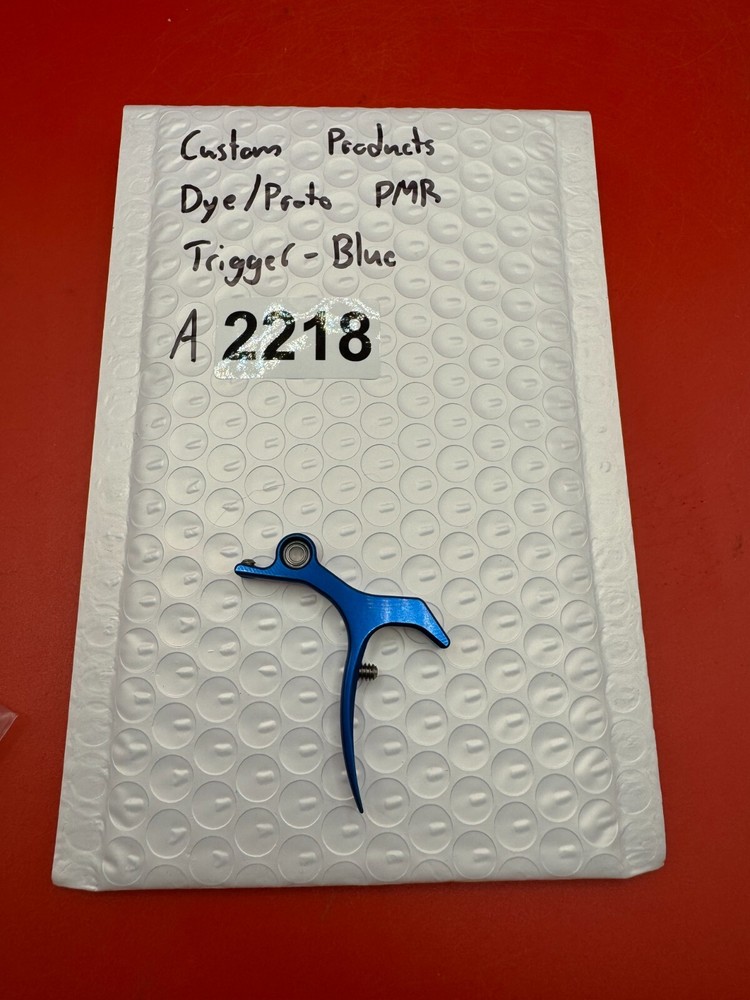 Custom Products
Dye/Proto PMR
Trigger - Blue
A 2218